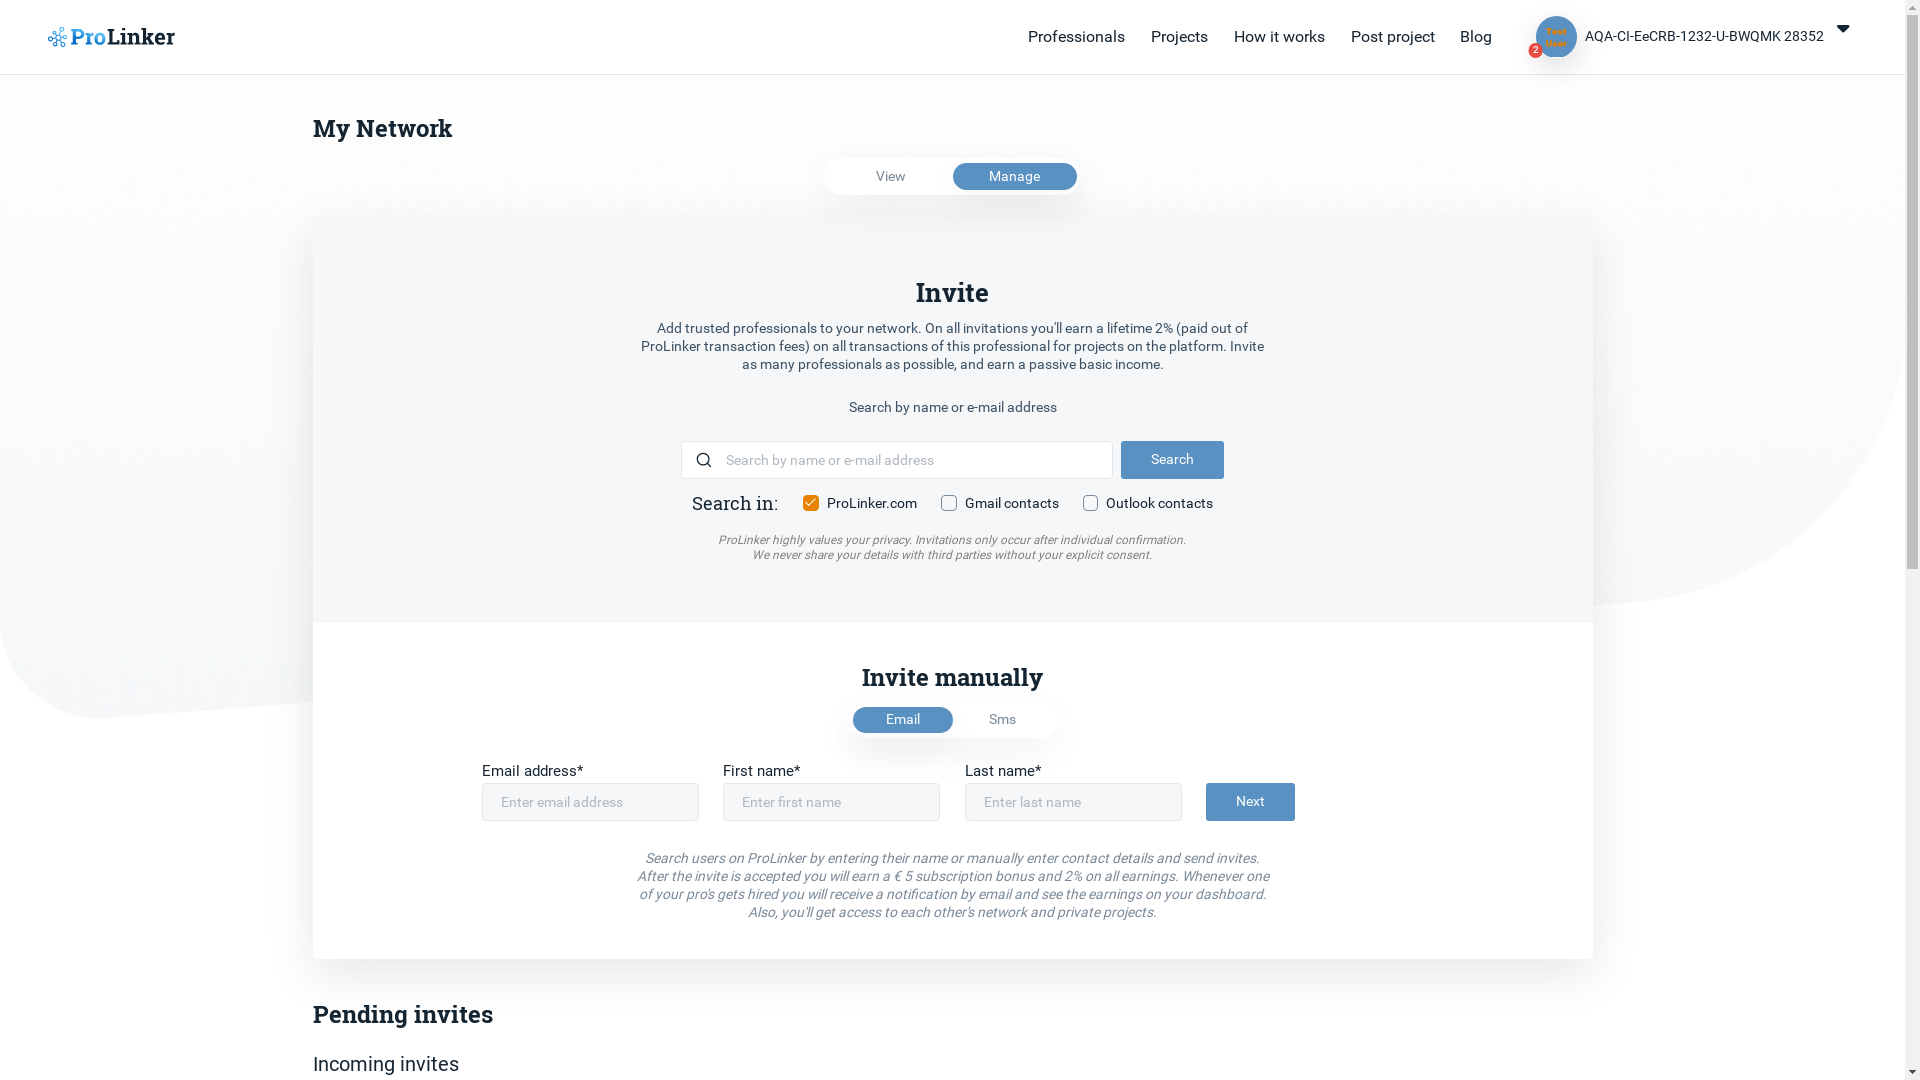 ProLinker
Professionals
Projects
How it works
Post project
Blog
Test
User
2
AQA-CI-EeCRB-1232-U-BWQMK 28352
My Network
View
Manage
Invite
Add trusted professionals to your network. On all invitations you'll earn a lifetime 2% (paid out of
ProLinker transaction fees) on all transactions of this professional for projects on the platform. Invite
as many professionals as possible, and earn a passive basic income.
Search by name or e-mail address
Search by name or e-mail address
Search
Search in:
ProLinker.com
Gmail contacts
Outlook contacts
ProLinker highly values your privacy. Invitations only occur after individual confirmation.
We never share your details with third parties without your explicit consent.
Invite manually
Email
Sms
Email address*
First name*
Last name*
Enter email address
Enter first name
Enter last name
Next
Search users on ProLinker by entering their name or manually enter contact details and send invites.
After the invite is accepted you will earn a € 5 subscription bonus and 2% on all earnings. Whenever one
of your pro's gets hired you will receive a notification by email and see the earnings on your dashboard.
Also, you'll get access to each other's network and private projects.
Pending invites
Incoming invites